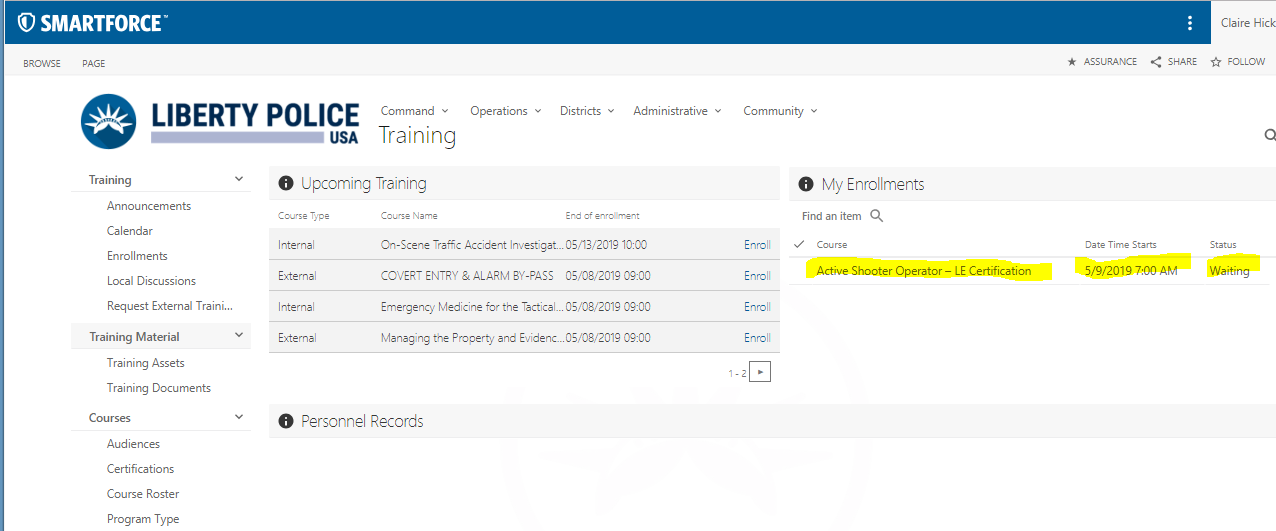 SMARTFORCE™
Claire Hick
BROWSE PAGE
ASSURANCE SHARE FOLLOW
LIBERTY POLICE
USA
Command Operations Districts Administrative Community
Training
Training
Announcements
Calendar
Enrollments
Local Discussions
Request External Traini...
Training Material
Training Assets
Training Documents
Courses
Audiences
Certifications
Course Roster
Program Type
Upcoming Training
Course Type Course Name End of enrollment
Internal On-Scene Traffic Accident Investigat... 05/13/2019 10:00 Enroll
External COVERT ENTRY & ALARM BY-PASS 05/08/2019 09:00 Enroll
Internal Emergency Medicine for the Tactical... 05/08/2019 09:00 Enroll
External Managing the Property and Evidenc... 05/08/2019 09:00 Enroll
1 - 2
My Enrollments
Find an item
Course Date Time Starts Status
Active Shooter Operator – LE Certification 5/9/2019 7:00 AM Waiting
Personnel Records